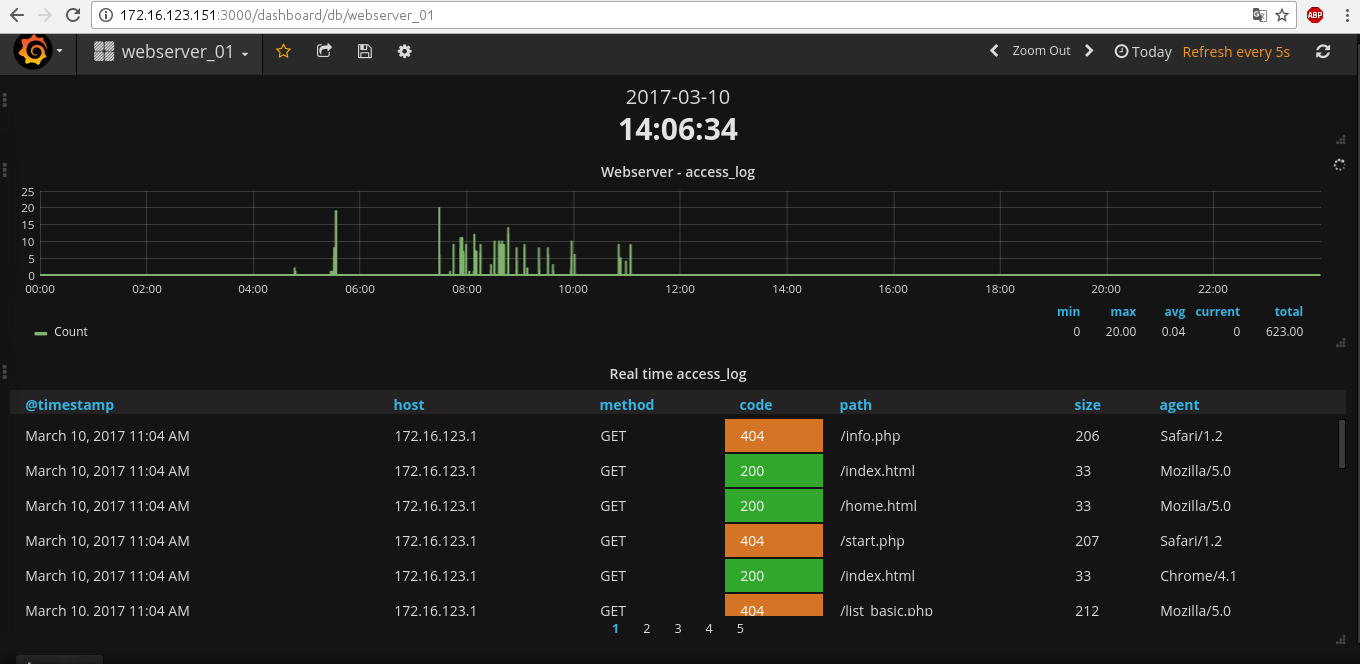 172.16.123.151:3000/dashboard/db/webserver_01
ABP
webserver_01
Zoom Out
Today
Refresh every 5s
2017-03-10
14:06:34
Webserver - access_log
25
20
15
10
5
0
00:00 02:00 04:00 06:00 08:00 10:00 12:00 14:00 16:00 18:00 20:00 22:00
min max avg current total
Count 0 20.00 0.04 0 623.00
Real time access_log
@timestamp host method code path size agent
March 10, 2017 11:04 AM 172.16.123.1 GET 404 /info.php 206 Safari/1.2
March 10, 2017 11:04 AM 172.16.123.1 GET 200 /index.html 33 Mozilla/5.0
March 10, 2017 11:04 AM 172.16.123.1 GET 200 /home.html 33 Mozilla/5.0
March 10, 2017 11:04 AM 172.16.123.1 GET 404 /start.php 207 Safari/1.2
March 10, 2017 11:04 AM 172.16.123.1 GET 200 /index.html 33 Chrome/4.1
March 10, 2017 11:04 AM 172.16.123.1 GET 404 /list_basic.php 212 Mozilla/5.0
1 2 3 4 5